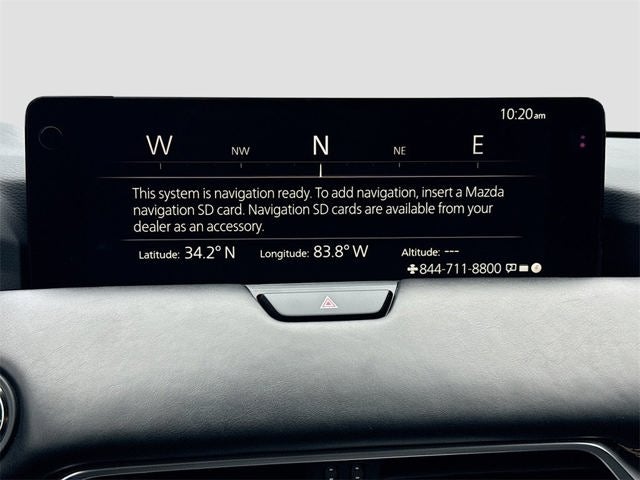 10:20am
W NW N NE E
This system is navigation ready. To add navigation, insert a Mazda
navigation SD card. Navigation SD cards are available from your
dealer as an accessory.
Latitude: 34.2° N Longitude: 83.8° W Altitude: ---
844-711-8800